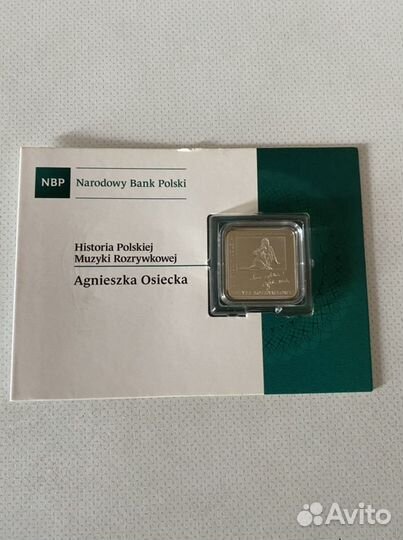 NBP Narodowy Bank Polski
Historia Polskiej
Muzyki Rozrywkowej
Agnieszka Osiecka
Avito